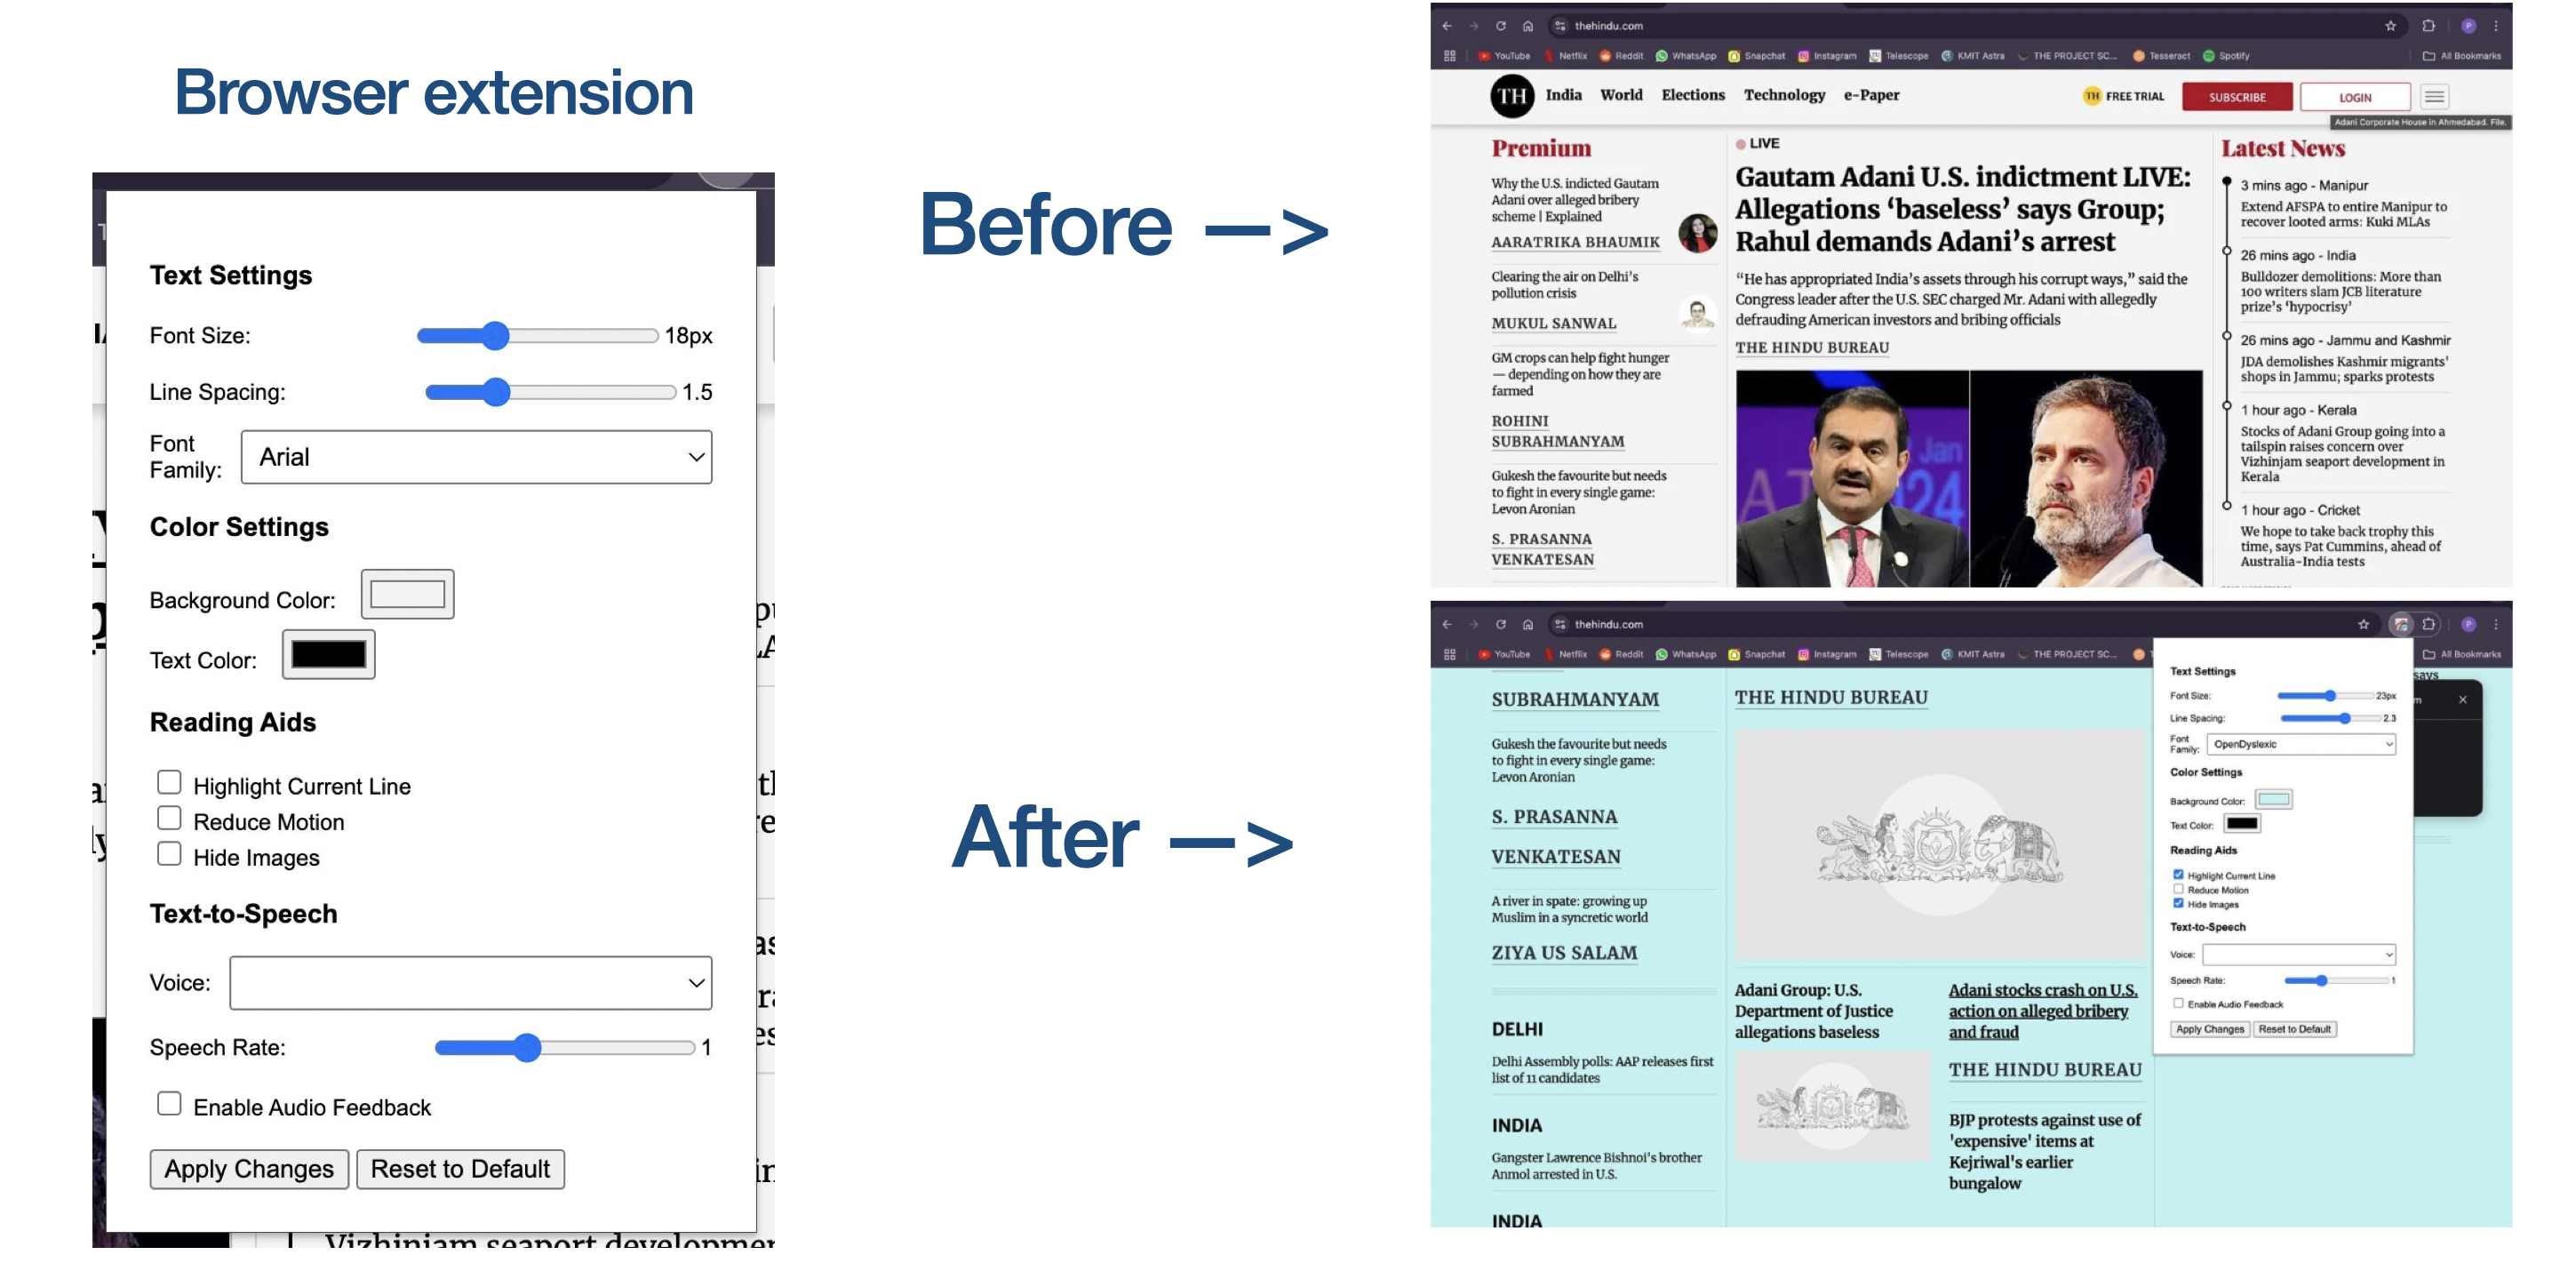 Browser extension
Text Settings
Font Size: 18px
Line Spacing: 1.5
Font
Family: Arial
Color Settings
Background Color:
Text Color:
Reading Aids
Highlight Current Line
Reduce Motion
Hide Images
Text-to-Speech
Voice:
Speech Rate: 1
Enable Audio Feedback
Apply Changes Reset to Default
Vizhinjam seaport developmen
Before —>
After —>
thehindu.com
YouTube Netflix Reddit WhatsApp Snapchat Instagram Telescope KMIT Astra THE PROJECT SC... Tesseract Spotify All Bookmarks
TH India World Elections Technology e-Paper TH FREE TRIAL SUBSCRIBE LOGIN
Adani Corporate House in Ahmedabad. File.
Premium
Why the U.S. indicted Gautam
Adani over alleged bribery
scheme | Explained
AARATRIKA BHAUMIK
Clearing the air on Delhi's
pollution crisis
MUKUL SANWAL
GM crops can help fight hunger
— depending on how they are
farmed
ROHINI
SUBRAHMANYAM
Gukesh the favourite but needs
to fight in every single game:
Levon Aronian
S. PRASANNA
VENKATESAN
LIVE
Gautam Adani U.S. indictment LIVE:
Allegations ‘baseless’ says Group;
Rahul demands Adani’s arrest
“He has appropriated India’s assets through his corrupt ways,” said the
Congress leader after the U.S. SEC charged Mr. Adani with allegedly
defrauding American investors and bribing officials
THE HINDU BUREAU
Jan
24
Latest News
3 mins ago - Manipur
Extend AFSPA to entire Manipur to
recover looted arms: Kuki MLAs
26 mins ago - India
Bulldozer demolitions: More than
100 writers slam JCB literature
prize’s ‘hypocrisy’
26 mins ago - Jammu and Kashmir
JDA demolishes Kashmir migrants'
shops in Jammu; sparks protests
1 hour ago - Kerala
Stocks of Adani Group going into a
tailspin raises concern over
Vizhinjam seaport development in
Kerala
1 hour ago - Cricket
We hope to take back trophy this
time, says Pat Cummins, ahead of
Australia-India tests
thehindu.com
YouTube Netflix Reddit WhatsApp Snapchat Instagram Telescope KMIT Astra THE PROJECT SC... All Bookmarks
SUBRAHMANYAM
Gukesh the favourite but needs
to fight in every single game:
Levon Aronian
S. PRASANNA
VENKATESAN
A river in spate: growing up
Muslim in a syncretic world
ZIYA US SALAM
DELHI
Delhi Assembly polls: AAP releases first
list of 11 candidates
INDIA
Gangster Lawrence Bishnoi's brother
Anmol arrested in U.S.
INDIA
THE HINDU BUREAU
Adani Group: U.S.
Department of Justice
allegations baseless
Adani stocks crash on U.S.
action on alleged bribery
and fraud
THE HINDU BUREAU
BJP protests against use of
'expensive' items at
Kejriwal's earlier
bungalow
says
Text Settings
Font Size: 23px
Line Spacing: 2.3
Font
Family: OpenDyslexic
Color Settings
Background Color:
Text Color:
Reading Aids
Highlight Current Line
Reduce Motion
Hide Images
Text-to-Speech
Voice:
Speech Rate: 1
Enable Audio Feedback
Apply Changes Reset to Default